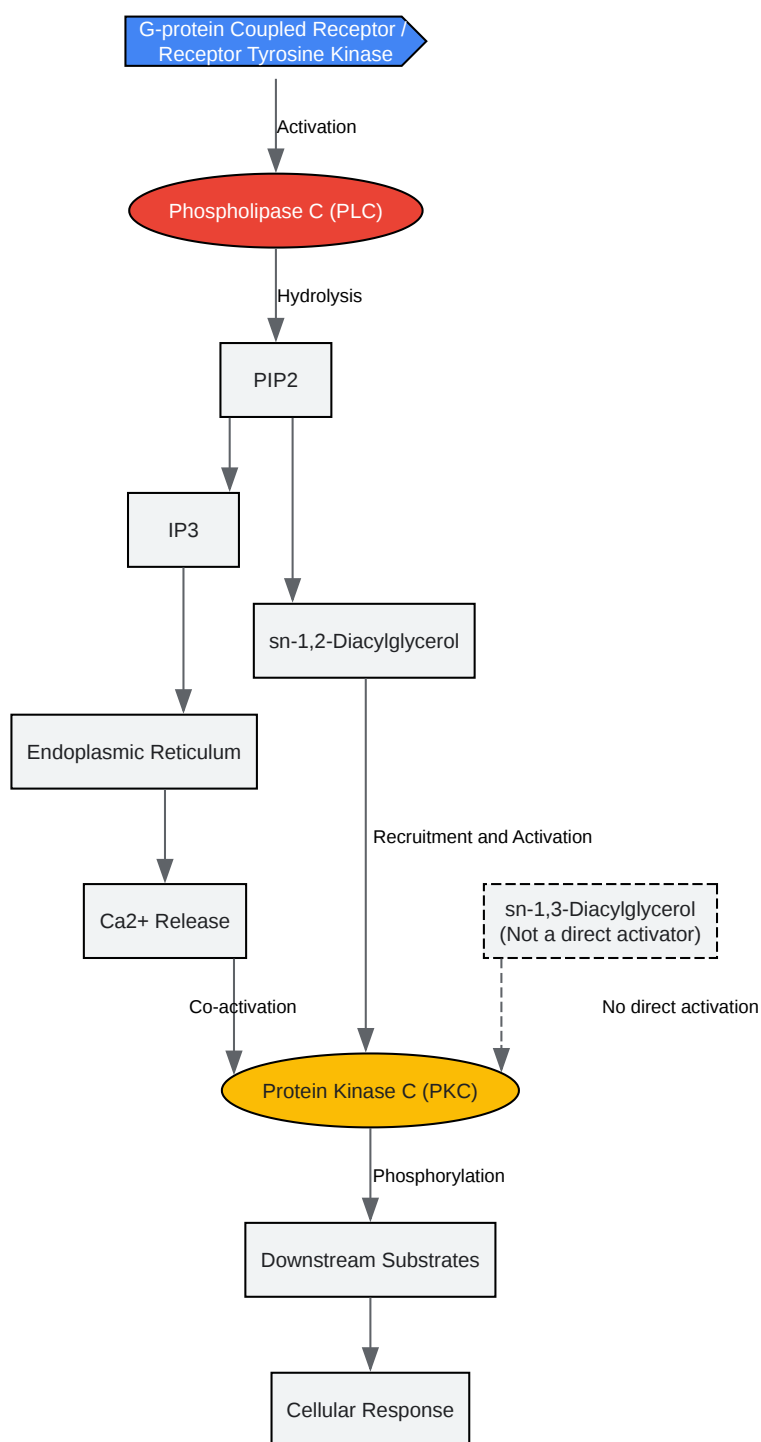 G-protein Coupled Receptor /
Receptor Tyrosine Kinase
Activation
Phospholipase C (PLC)
Hydrolysis
PIP2
IP3
sn-1,2-Diacylglycerol
Endoplasmic Reticulum
Recruitment and Activation
Ca2+ Release
sn-1,3-Diacylglycerol
(Not a direct activator)
Co-activation
No direct activation
Protein Kinase C (PKC)
Phosphorylation
Downstream Substrates
Cellular Response